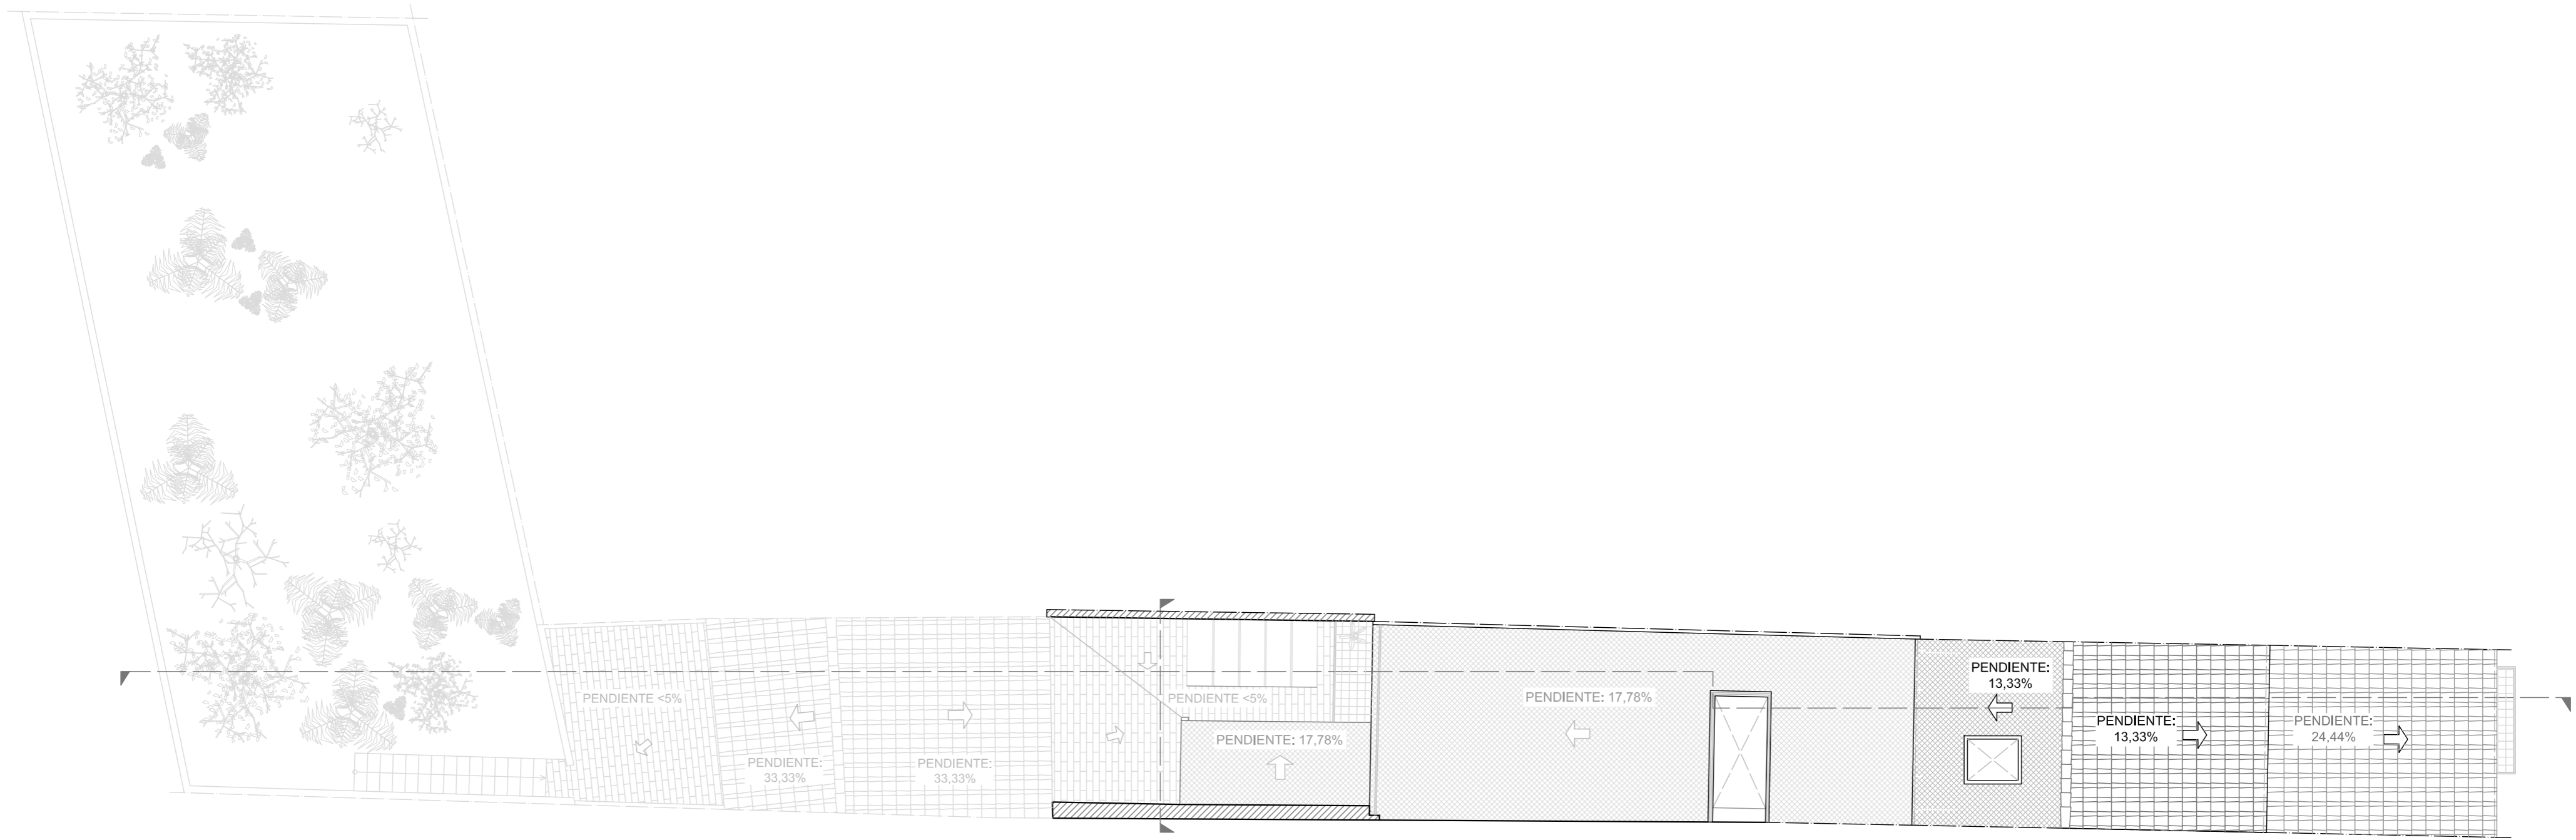 PENDIENTE <5%
PENDIENTE:
33,33%
PENDIENTE:
33,33%
PENDIENTE <5%
PENDIENTE: 17,78%
PENDIENTE: 17,78%
PENDIENTE:
13,33%
PENDIENTE:
13,33%
PENDIENTE:
24,44%